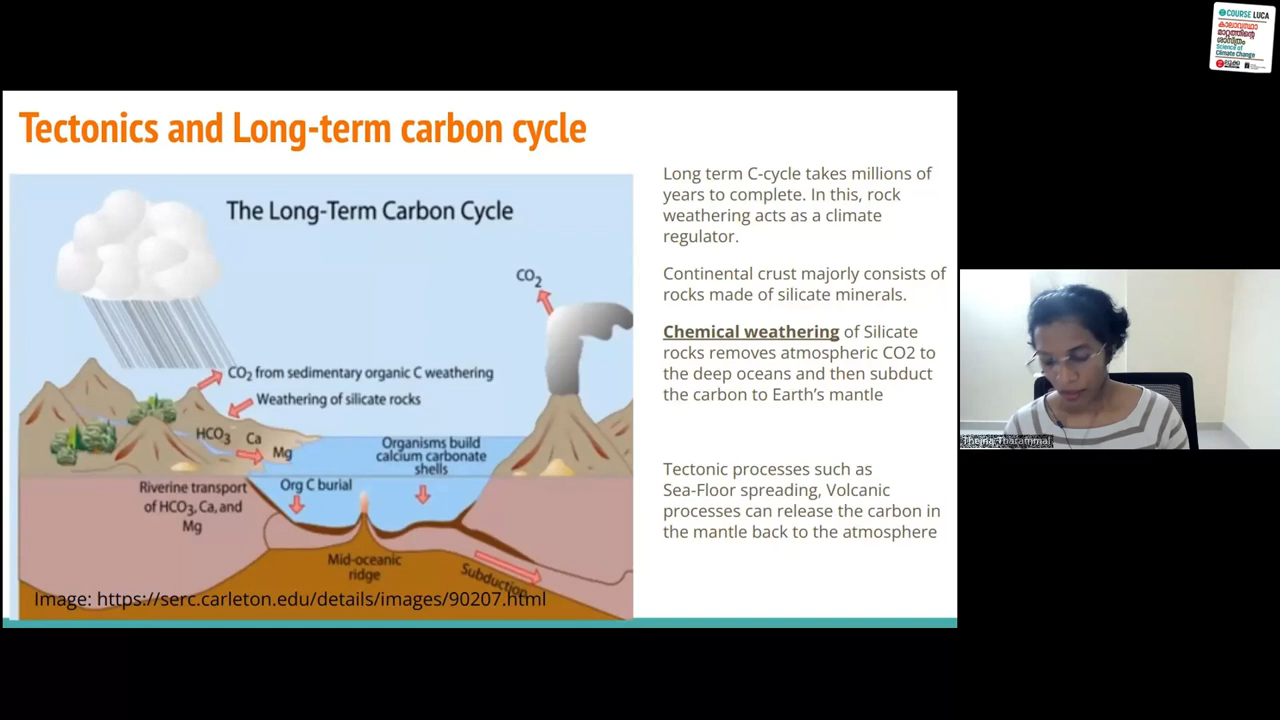 COURSE LUCA
കാലാവസ്ഥാ
മാറ്റത്തിന്റെ
ശാസ്ത്രം
Science of
Climate Change
ലൂക്ക
Tectonics and Long-term carbon cycle
The Long-Term Carbon Cycle
CO2
CO2 from sedimentary organic C weathering
Weathering of silicate rocks
HCO3 Ca
Mg
Organisms build
calcium carbonate
shells
Org C burial
Riverine transport
of HCO3, Ca, and
Mg
Mid-oceanic
ridge
Subduction
Image: https://serc.carleton.edu/details/images/90207.html
Long term C-cycle takes millions of
years to complete. In this, rock
weathering acts as a climate
regulator.
Continental crust majorly consists of
rocks made of silicate minerals.
Chemical weathering of Silicate
rocks removes atmospheric CO2 to
the deep oceans and then subduct
the carbon to Earth's mantle
Tectonic processes such as
Sea-Floor spreading, Volcanic
processes can release the carbon in
the mantle back to the atmosphere
Thejna Tharammal